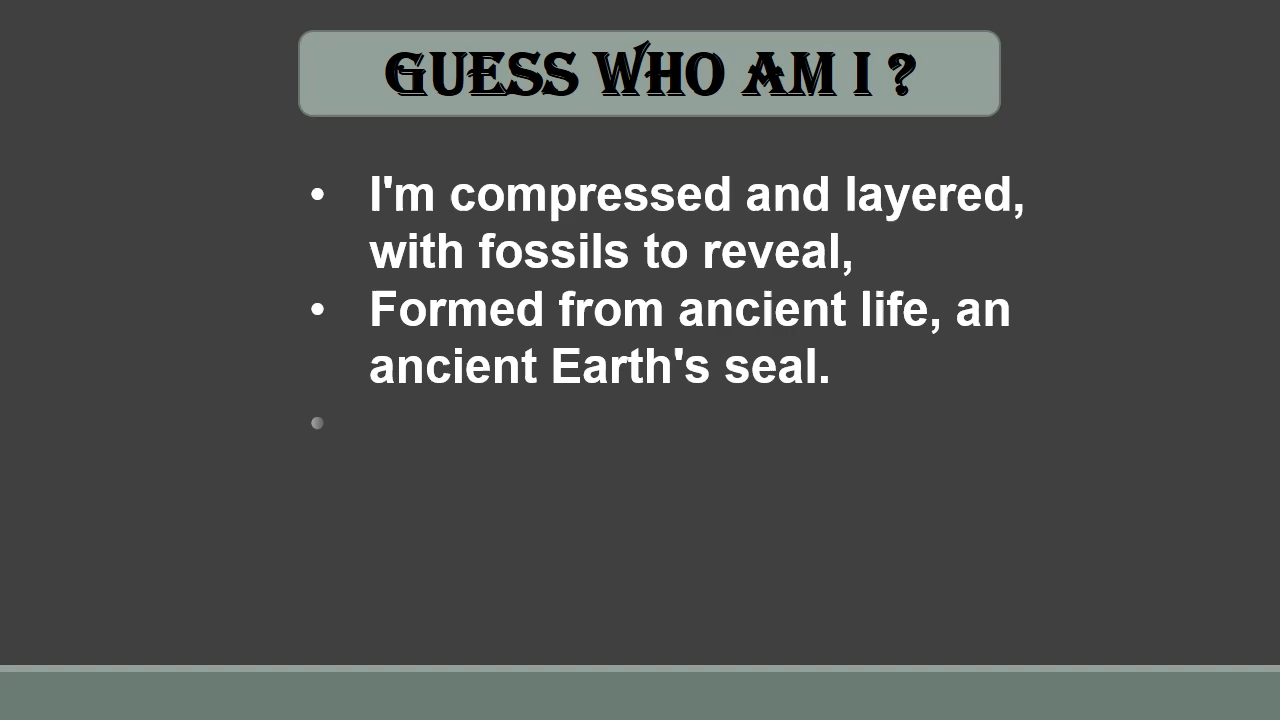 GUESS WHO AM I ?
• I'm compressed and layered,
with fossils to reveal,
• Formed from ancient life, an
ancient Earth's seal.
•